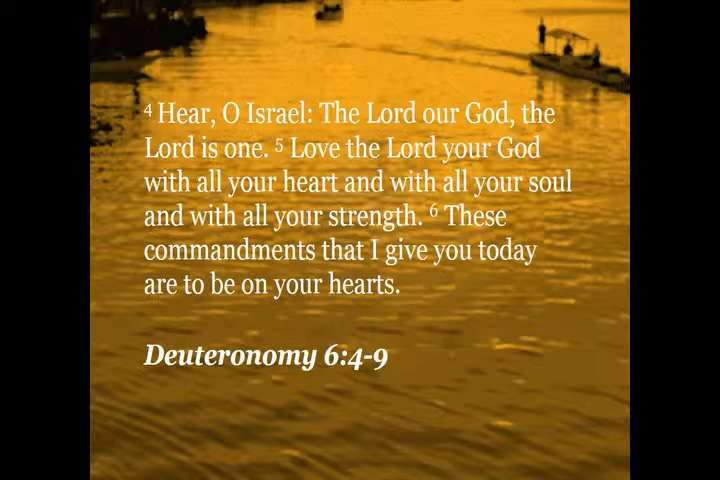 4 Hear, O Israel: The Lord our God, the
Lord is one. 5 Love the Lord your God
with all your heart and with all your soul
and with all your strength. 6 These
commandments that I give you today
are to be on your hearts.
Deuteronomy 6:4-9